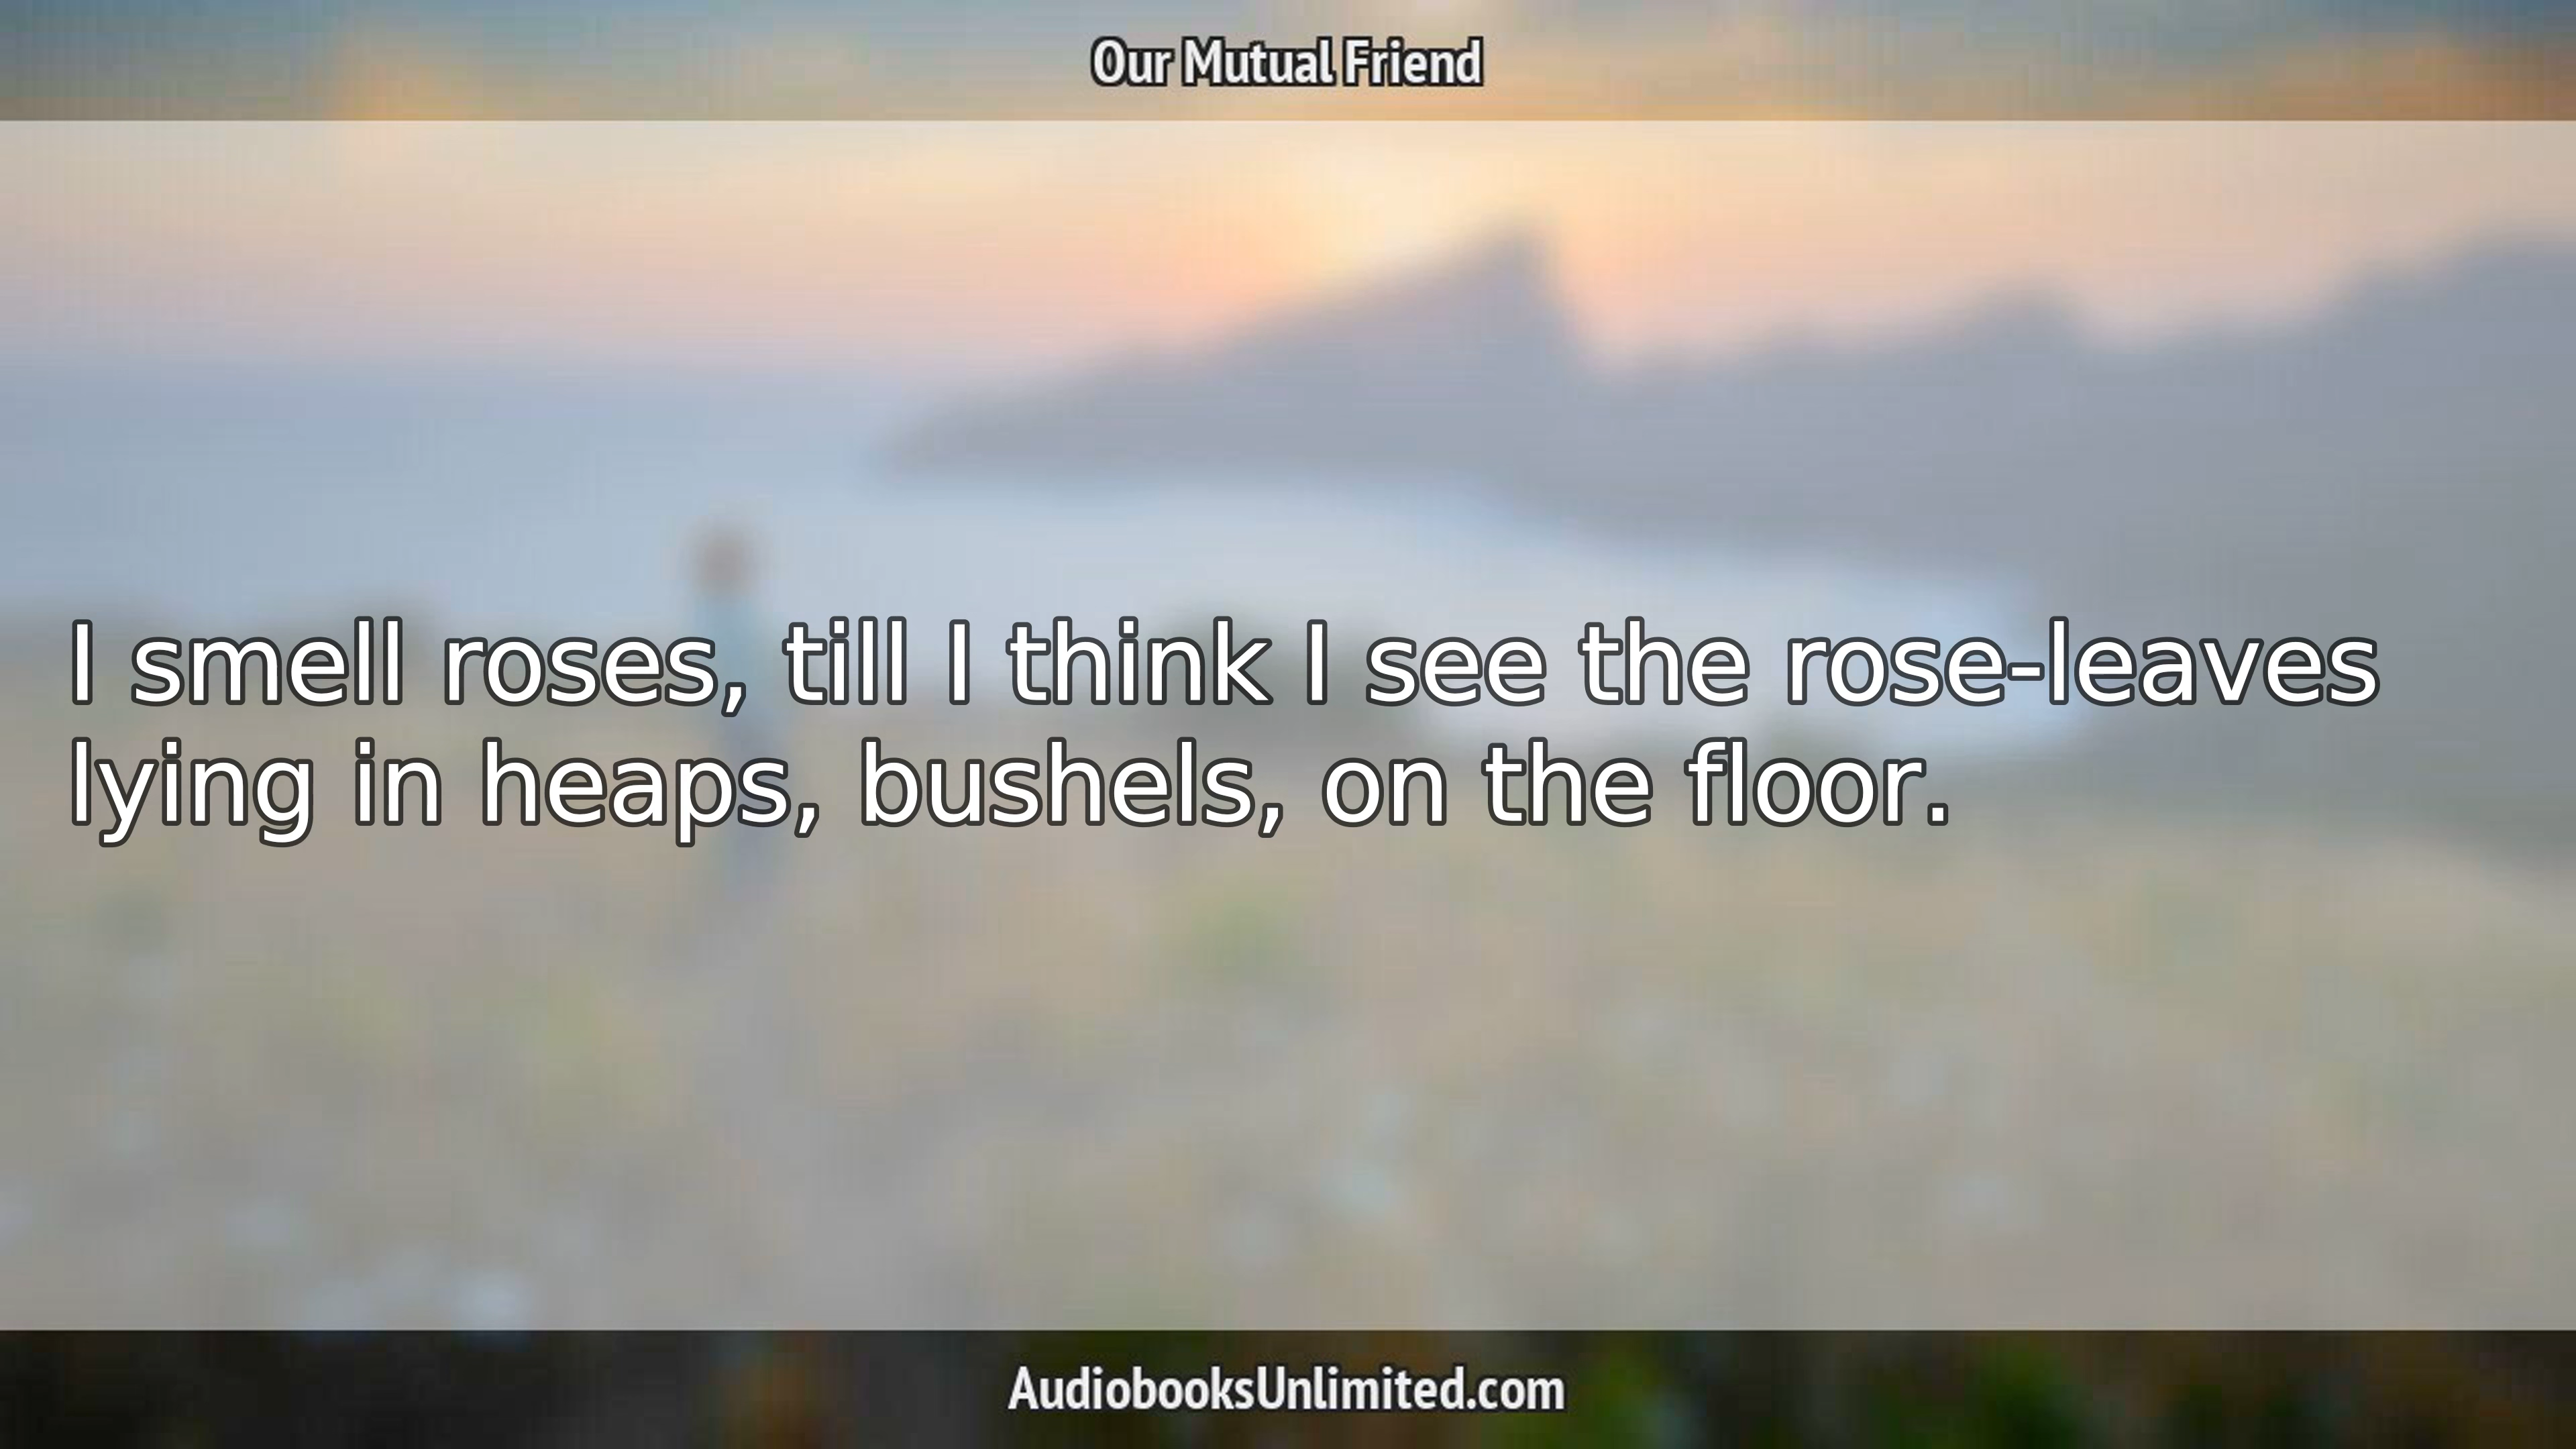 Our Mutual Friend
I smell roses, till I think I see the rose-leaves
lying in heaps, bushels, on the floor.
AudiobooksUnlimited.com